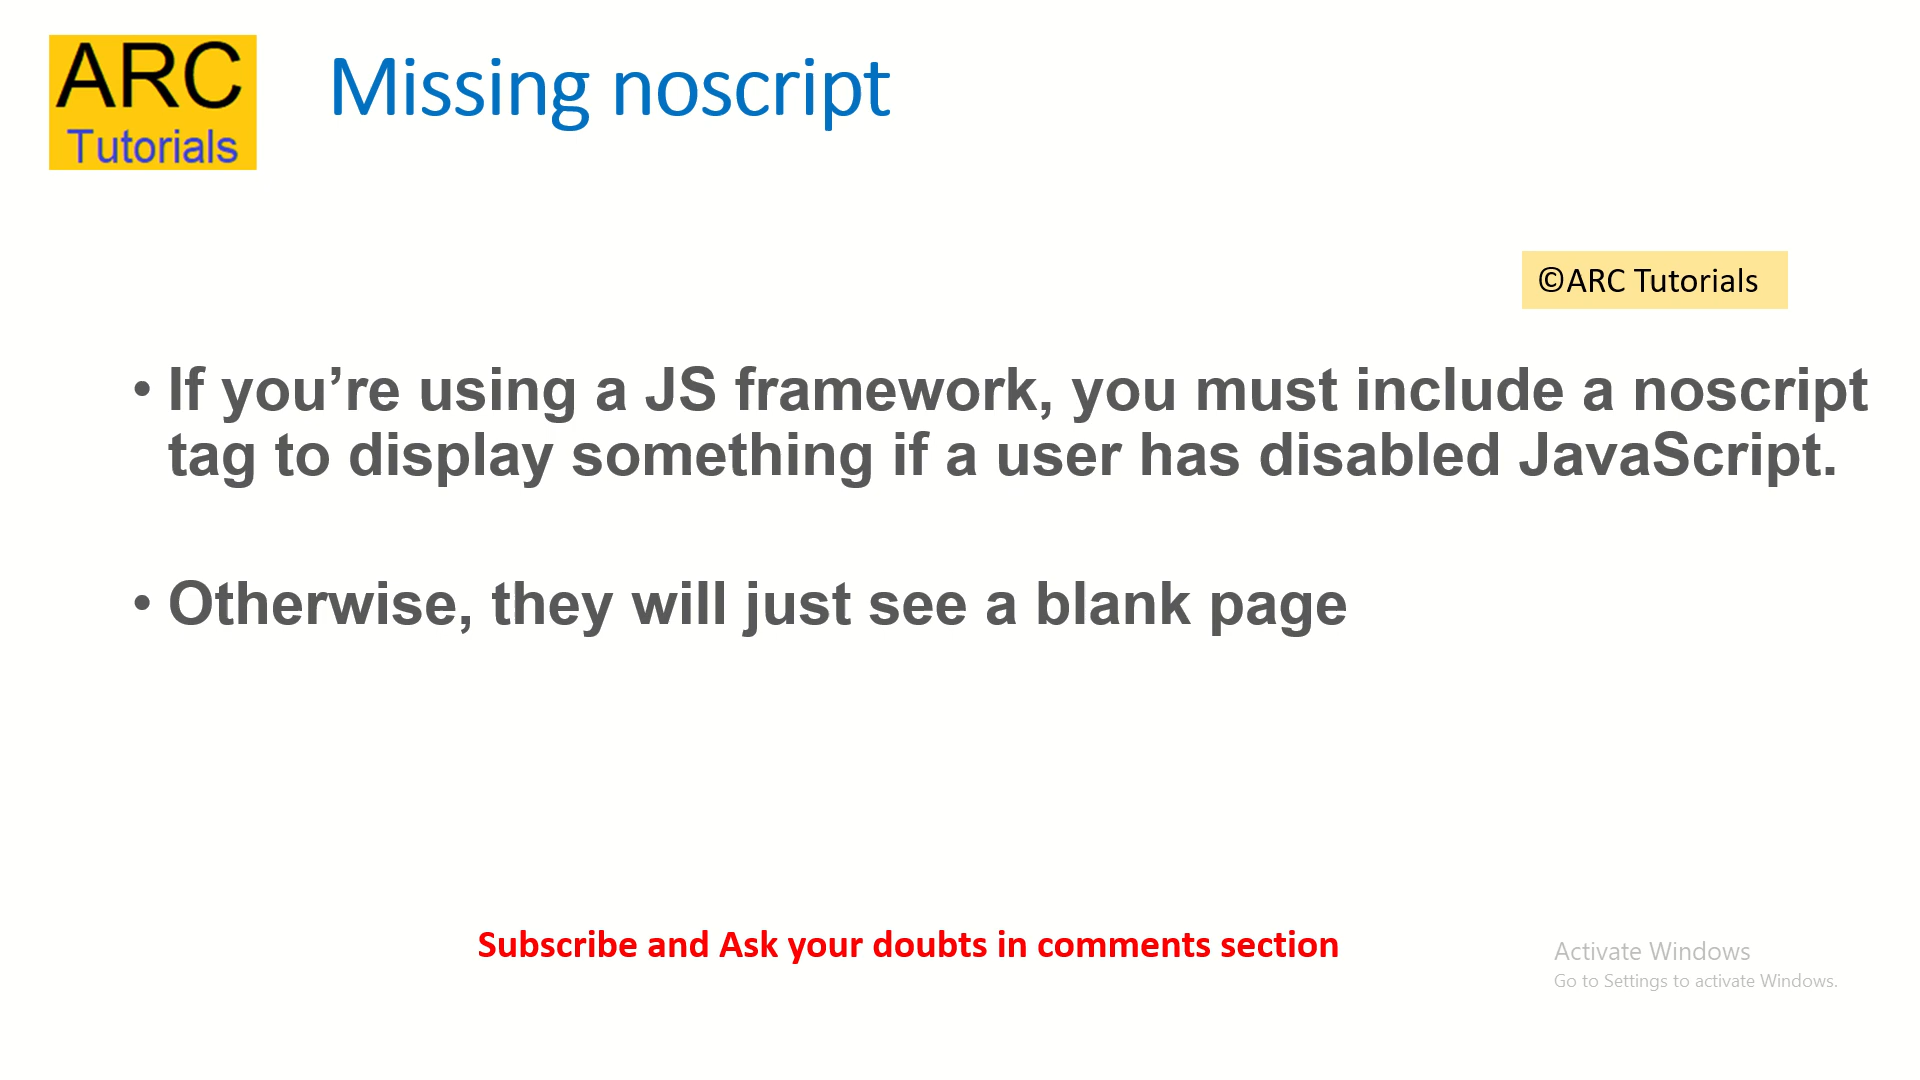 ARC
Tutorials
Missing noscript
©ARC Tutorials
• If you’re using a JS framework, you must include a noscript
tag to display something if a user has disabled JavaScript.
• Otherwise, they will just see a blank page
Subscribe and Ask your doubts in comments section
Activate Windows
Go to Settings to activate Windows.